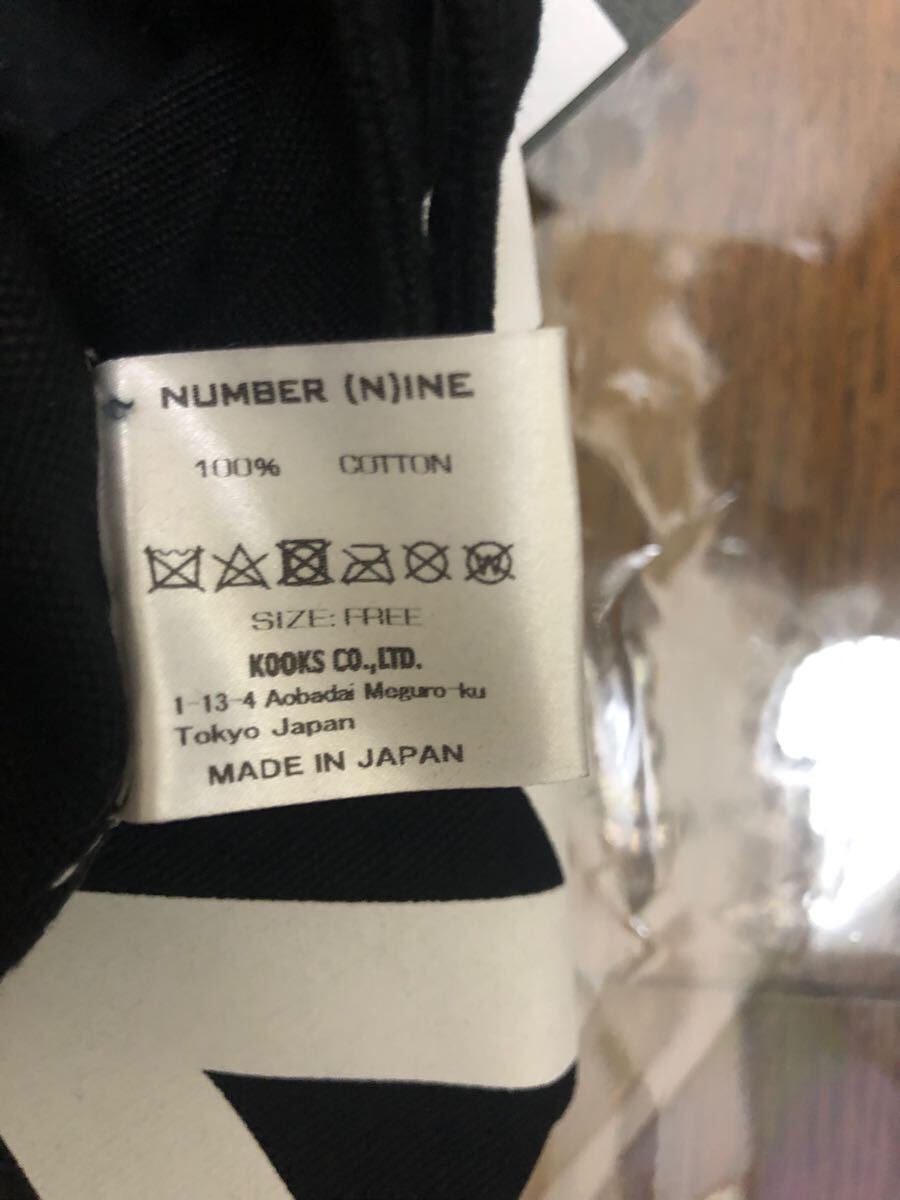 NUMBER (N)INE
100% COTTON
W
SIZE: FREE
KOOKS CO.,LTD.
1-13-4 Aobadai Meguro-ku
Tokyo Japan
MADE IN JAPAN